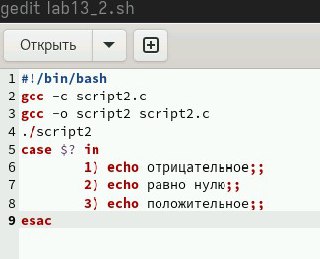 gedit lab13_2.sh
Открыть
1 #!/bin/bash
2 gcc -c script2.c
3 gcc -o script2 script2.c
4 ./script2
5 case $? in
6 1) echo отрицательное;;
7 2) echo равно нулю;;
8 3) echo положительное;;
9 esac